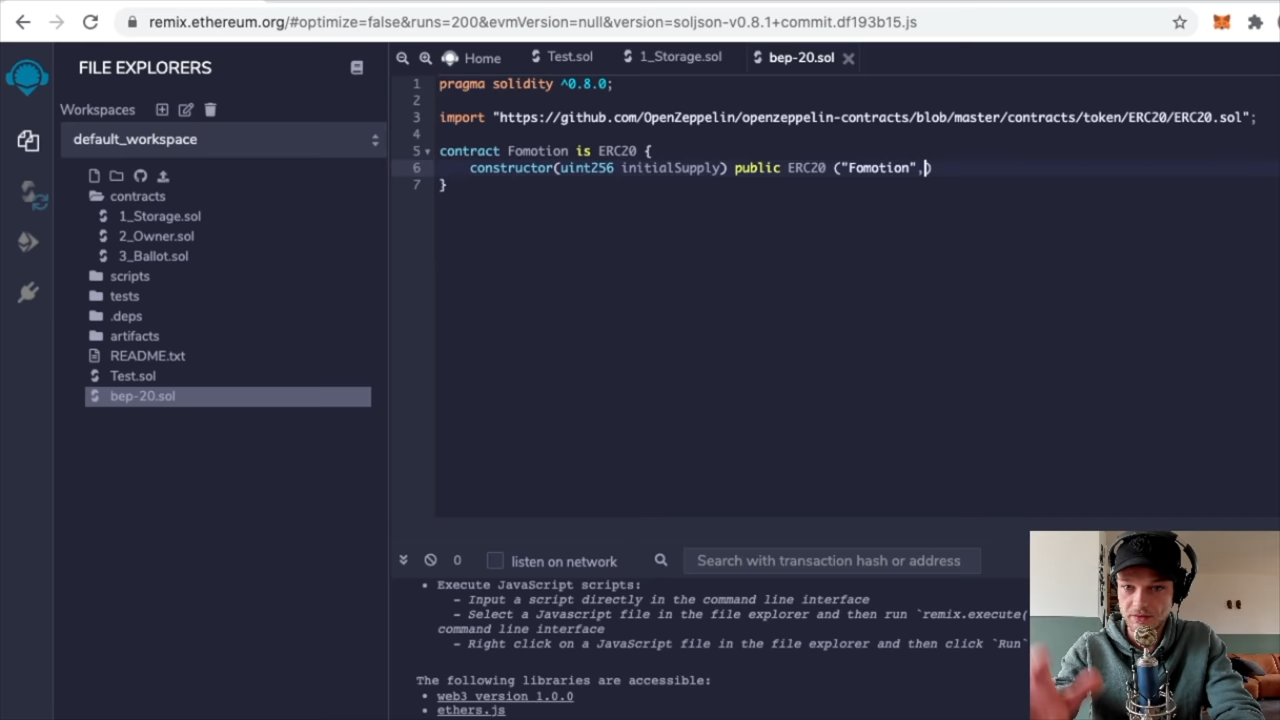 remix.ethereum.org/#optimize=false&runs=200&evmVersion=null&version=soljson-v0.8.1+commit.df193b15.js
FILE EXPLORERS
Workspaces
default_workspace
contracts
1_Storage.sol
2_Owner.sol
3_Ballot.sol
scripts
tests
.deps
artifacts
README.txt
Test.sol
bep-20.sol
Home
Test.sol
1_Storage.sol
bep-20.sol
1 pragma solidity ^0.8.0;
2
3 import "https://github.com/OpenZeppelin/openzeppelin-contracts/blob/master/contracts/token/ERC20/ERC20.sol";
4
5 contract Fomotion is ERC20 {
6 constructor(uint256 initialSupply) public ERC20 ("Fomotion",)
7 }
0 listen on network Search with transaction hash or address
• Execute JavaScript scripts:
- Input a script directly in the command line interface
- Select a Javascript file in the file explorer and then run `remix.execute(
command line interface
- Right click on a JavaScript file in the file explorer and then click `Run`
The following libraries are accessible:
• web3 version 1.0.0
• ethers.js